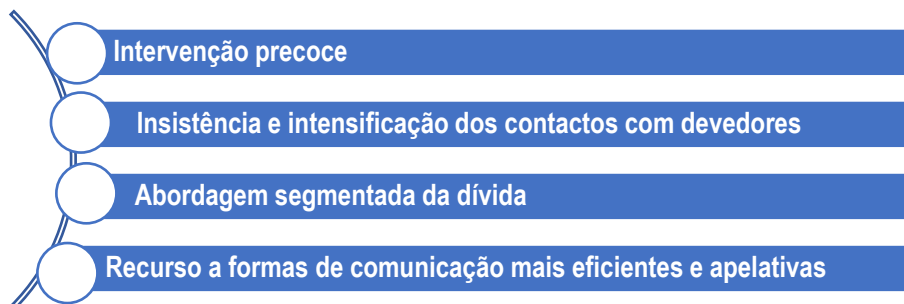 Intervenção precoce
Insistência e intensificação dos contactos com devedores
Abordagem segmentada da dívida
Recurso a formas de comunicação mais eficientes e apelativas